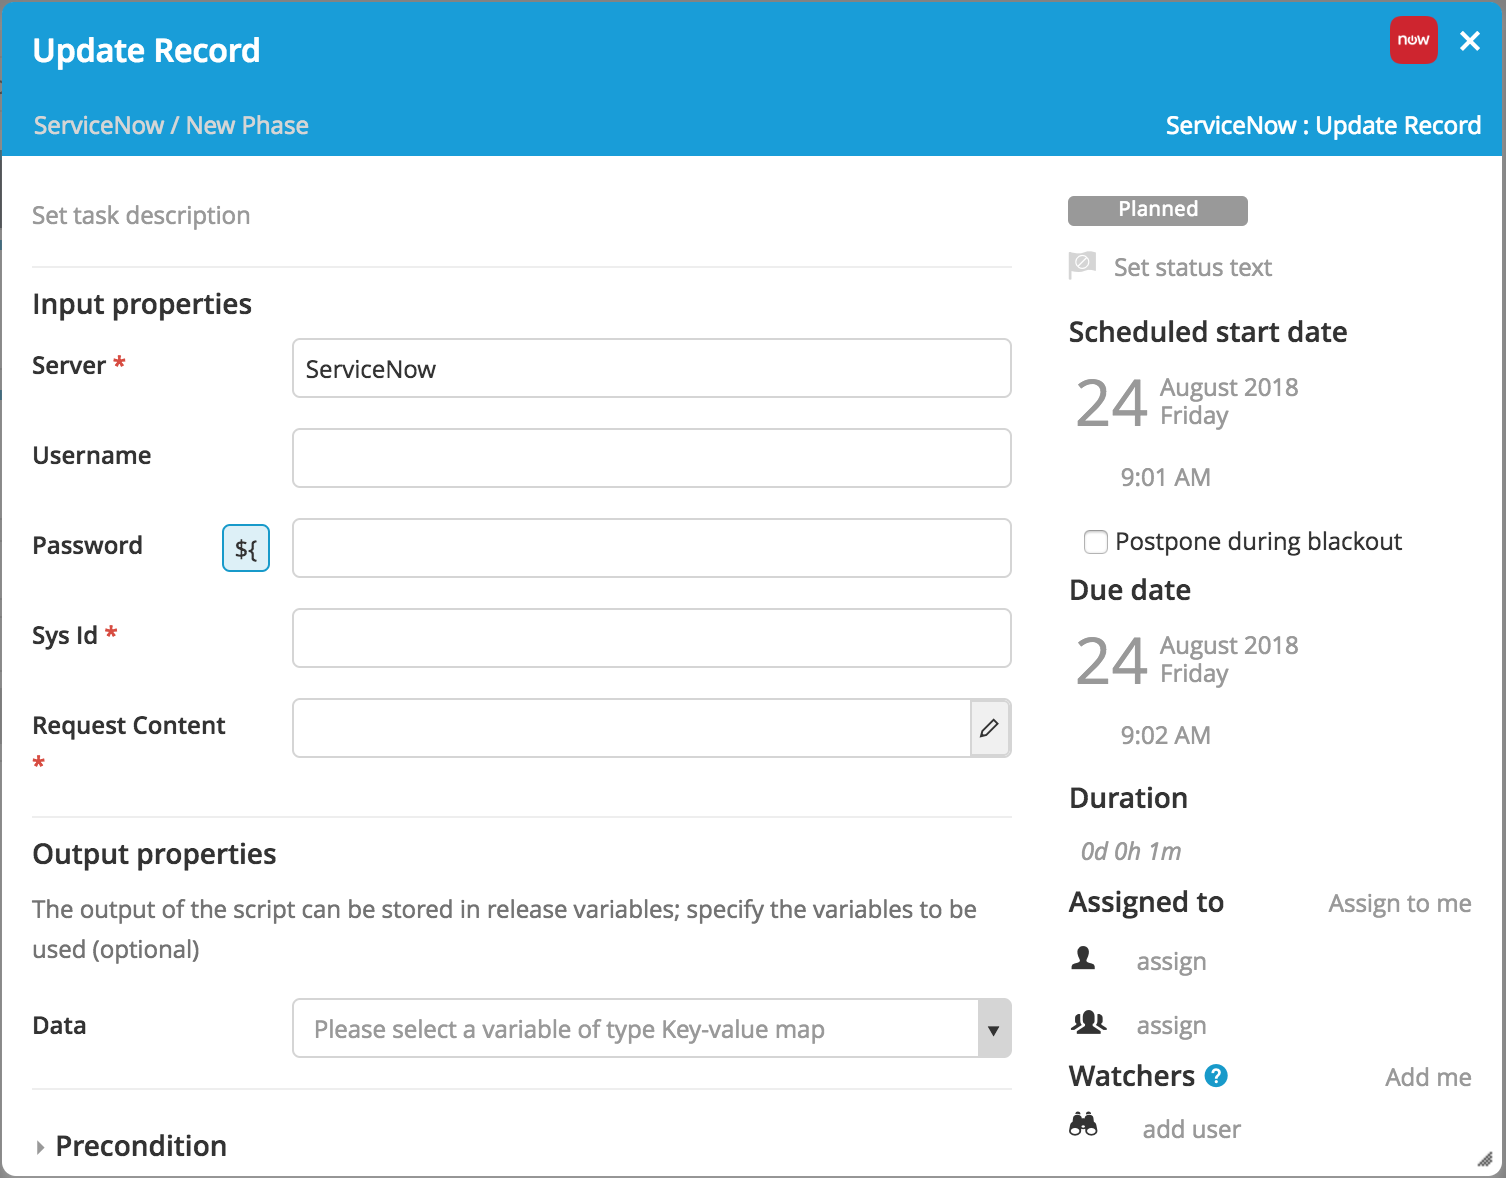 Update Record
now
ServiceNow / New Phase
ServiceNow : Update Record
Set task description
Input properties
Server *
ServiceNow
Username
Password
${
Sys Id *
Request Content
*
Output properties
The output of the script can be stored in release variables; specify the variables to be
used (optional)
Data
Please select a variable of type Key-value map
Precondition
Planned
Set status text
Scheduled start date
24
August 2018
Friday
9:01 AM
Postpone during blackout
Due date
24
August 2018
Friday
9:02 AM
Duration
0d 0h 1m
Assigned to
Assign to me
assign
assign
Watchers ?
Add me
add user